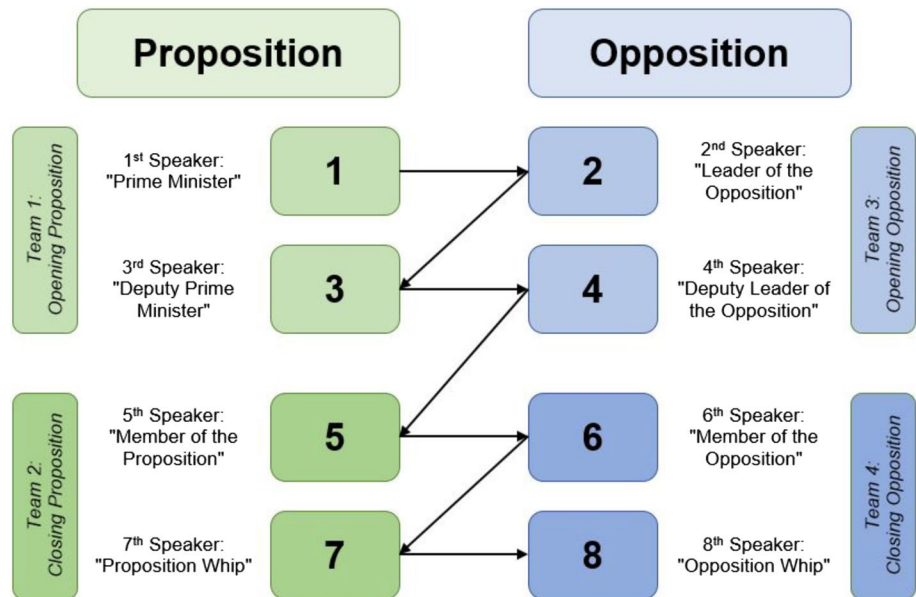 Proposition
Opposition
Team 1:
Opening Proposition
1st Speaker:
"Prime Minister"
1
2
2nd Speaker:
"Leader of the
Opposition"
Team 3:
Opening Opposition
3rd Speaker:
"Deputy Prime
Minister"
3
4
4th Speaker:
"Deputy Leader of
the Opposition"
Team 2:
Closing Proposition
5th Speaker:
"Member of the
Proposition"
5
6
6th Speaker:
"Member of the
Opposition"
Team 4:
Closing Opposition
7th Speaker:
"Proposition Whip"
7
8
8th Speaker:
"Opposition Whip"